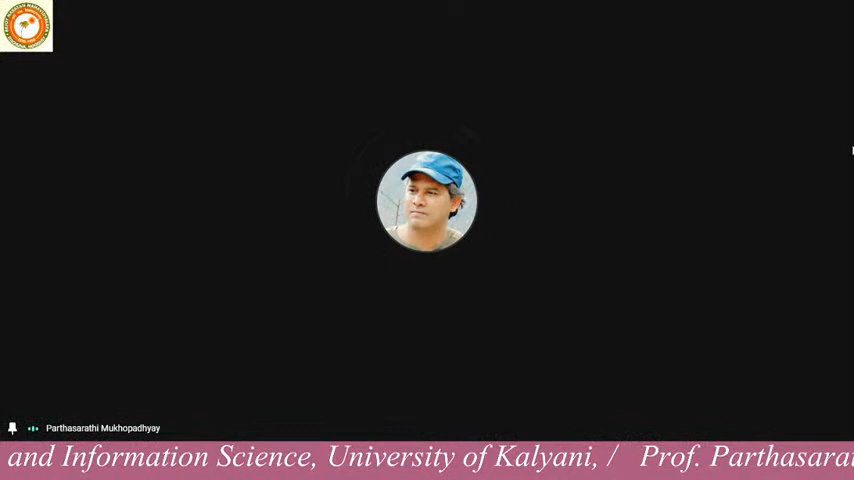 Parthasarathi Mukhopadhyay
and Information Science, University of Kalyani, / Prof. Parthasarat